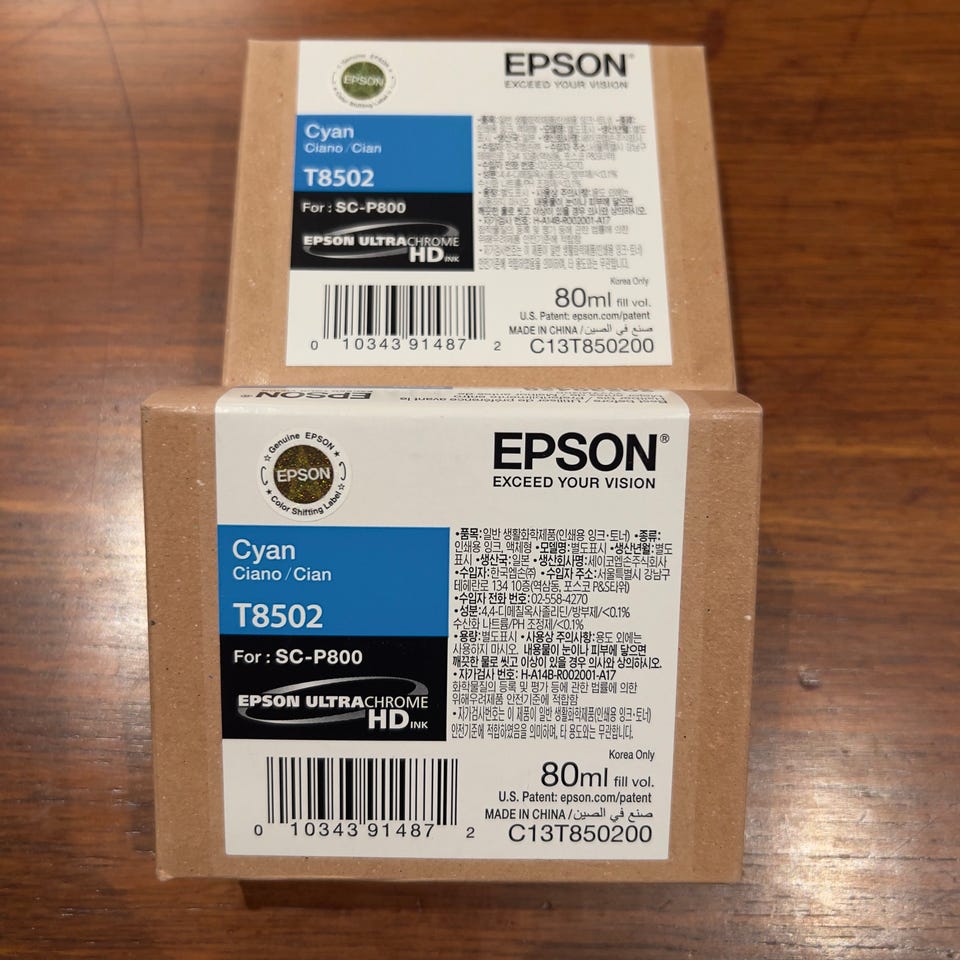 EPSON
EPSON®
EXCEED YOUR VISION
Cyan
Ciano / Cian
T8502
For : SC-P800
EPSON ULTRACHROME
HD INK
• 자가검사 번호: H-A14B-R002001-A17
Korea Only
80ml fill vol.
U.S. Patent: epson.com/patent
MADE IN CHINA / صنع في الصين
C13T850200
0 10343 91487 2
EPSON®
Genuine EPSON
EPSON
Color Shifting Label
EPSON®
EXCEED YOUR VISION
Cyan
Ciano / Cian
T8502
For : SC-P800
EPSON ULTRACHROME
HD INK
•품목: 일반 생활화학제품(인쇄용 잉크·토너) •종류:
인쇄용 잉크, 액체형 •모델명: 별도표시 •생산년월: 별도
표시 •생산국: 일본 •생산회사명: 세이코엡손주식회사
•수입자: 한국엡손㈜ •수입자 주소: 서울특별시 강남구
테헤란로 134 10층(역삼동, 포스코 P&S타워)
•수입자 전화 번호: 02-558-4270
•성분: 4,4-디메칠옥사졸리딘/방부제/<0.1%
수산화 나트륨/PH 조정제/<0.1%
•용량: 별도표시 •사용상 주의사항: 용도 외에는
사용하지 마시오. 내용물이 눈이나 피부에 닿으면
깨끗한 물로 씻고 이상이 있을 경우 의사와 상의하시오.
•자가검사 번호: H-A14B-R002001-A17
화학물질의 등록 및 평가 등에 관한 법률에 의한
위해우려제품 안전기준에 적합함
•자가검사번호는 이 제품이 일반 생활화학제품(인쇄용 잉크·토너)
안전기준에 적합하였음을 의미하며, 타 용도와는 무관합니다.
Korea Only
80ml fill vol.
U.S. Patent: epson.com/patent
MADE IN CHINA / صنع في الصين
C13T850200
0 10343 91487 2